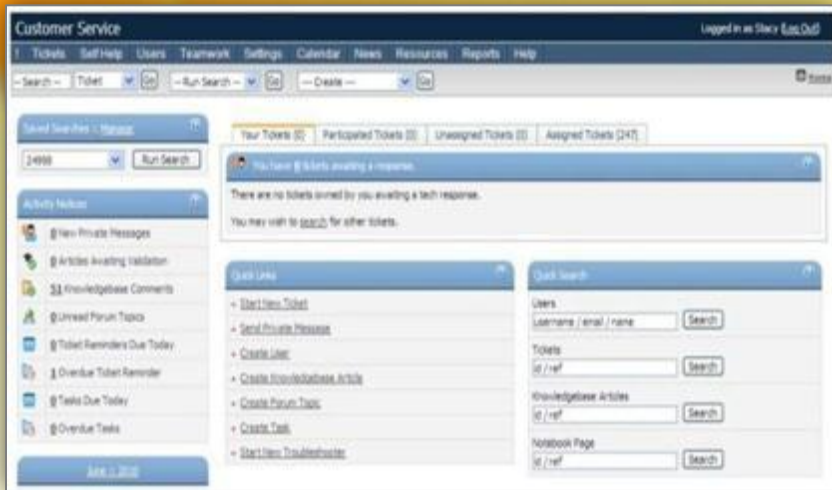 Customer Service
Logged in as Stacy (Log Out)
Tickets Self Help Users Teamwork Settings Calendar News Resources Reports Help
-- Search -- Ticket Go -- Run Search -- Go --- Create --- Go Home
Saved Searches :: Manage
24998 Run Search
Activity Notices
0 New Private Messages
0 Articles Awaiting Validation
51 Knowledgebase Comments
0 Unread Forum Topics
0 Ticket Reminders Due Today
1 Overdue Ticket Reminder
0 Tasks Due Today
0 Overdue Tasks
June 1, 2010
Your Tickets [0] Participated Tickets [0] Unassigned Tickets [0] Assigned Tickets [247]
You have 0 tickets awaiting a response.
There are no tickets owned by you awaiting a tech response.
You may wish to search for other tickets.
Quick Links
Start New Ticket
Send Private Message
Create User
Create Knowledgebase Article
Create Forum Topic
Create Task
Start New Troubleshooter
Quick Search
Users
username / email / name Search
Tickets
id / ref Search
Knowledgebase Articles
id / ref Search
Notebook Page
id / ref Search